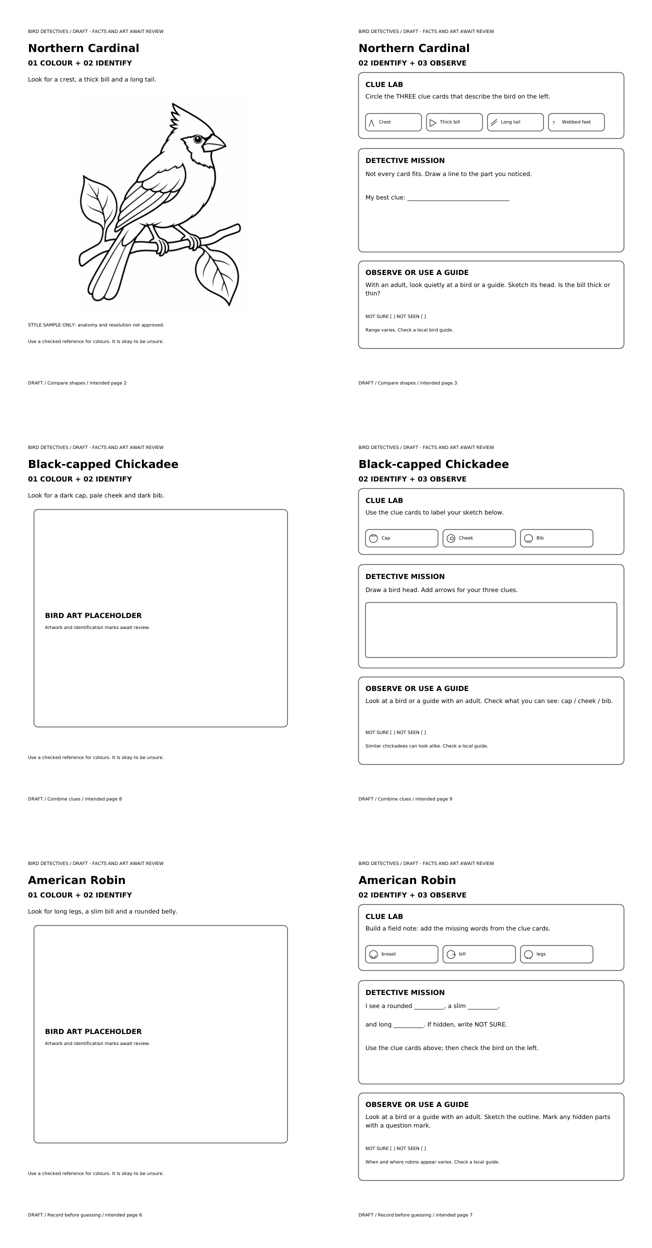 BIRD DETECTIVES / DRAFT - FACTS AND ART AWAIT REVIEW
Northern Cardinal
01 COLOUR + 02 IDENTIFY
Look for a crest, a thick bill and a long tail.
STYLE SAMPLE ONLY: anatomy and resolution not approved.
Use a checked reference for colours. It is okay to be unsure.
DRAFT / Compare shapes / intended page 2
BIRD DETECTIVES / DRAFT - FACTS AND ART AWAIT REVIEW
Northern Cardinal
02 IDENTIFY + 03 OBSERVE
CLUE LAB
Circle the THREE clue cards that describe the bird on the left.
Crest
Thick bill
Long tail
? Webbed feet
DETECTIVE MISSION
Not every card fits. Draw a line to the part you noticed.
My best clue: ________________________________
OBSERVE OR USE A GUIDE
With an adult, look quietly at a bird or a guide. Sketch its head. Is the bill thick or
thin?
NOT SURE [ ] NOT SEEN [ ]
Range varies. Check a local bird guide.
DRAFT / Compare shapes / intended page 3
BIRD DETECTIVES / DRAFT - FACTS AND ART AWAIT REVIEW
Black-capped Chickadee
01 COLOUR + 02 IDENTIFY
Look for a dark cap, pale cheek and dark bib.
BIRD ART PLACEHOLDER
Artwork and identification marks await review.
Use a checked reference for colours. It is okay to be unsure.
DRAFT / Combine clues / intended page 8
BIRD DETECTIVES / DRAFT - FACTS AND ART AWAIT REVIEW
Black-capped Chickadee
02 IDENTIFY + 03 OBSERVE
CLUE LAB
Use the clue cards to label your sketch below.
Cap
Cheek
Bib
DETECTIVE MISSION
Draw a bird head. Add arrows for your three clues.
OBSERVE OR USE A GUIDE
Look at a bird or a guide with an adult. Check what you can see: cap / cheek / bib.
NOT SURE [ ] NOT SEEN [ ]
Similar chickadees can look alike. Check a local guide.
DRAFT / Combine clues / intended page 9
BIRD DETECTIVES / DRAFT - FACTS AND ART AWAIT REVIEW
American Robin
01 COLOUR + 02 IDENTIFY
Look for long legs, a slim bill and a rounded belly.
BIRD ART PLACEHOLDER
Artwork and identification marks await review.
Use a checked reference for colours. It is okay to be unsure.
DRAFT / Record before guessing / intended page 6
BIRD DETECTIVES / DRAFT - FACTS AND ART AWAIT REVIEW
American Robin
02 IDENTIFY + 03 OBSERVE
CLUE LAB
Build a field note: add the missing words from the clue cards.
breast
bill
legs
DETECTIVE MISSION
I see a rounded __________, a slim __________,
and long __________. If hidden, write NOT SURE.
Use the clue cards above; then check the bird on the left.
OBSERVE OR USE A GUIDE
Look at a bird or a guide with an adult. Sketch the outline. Mark any hidden parts
with a question mark.
NOT SURE [ ] NOT SEEN [ ]
When and where robins appear varies. Check a local guide.
DRAFT / Record before guessing / intended page 7